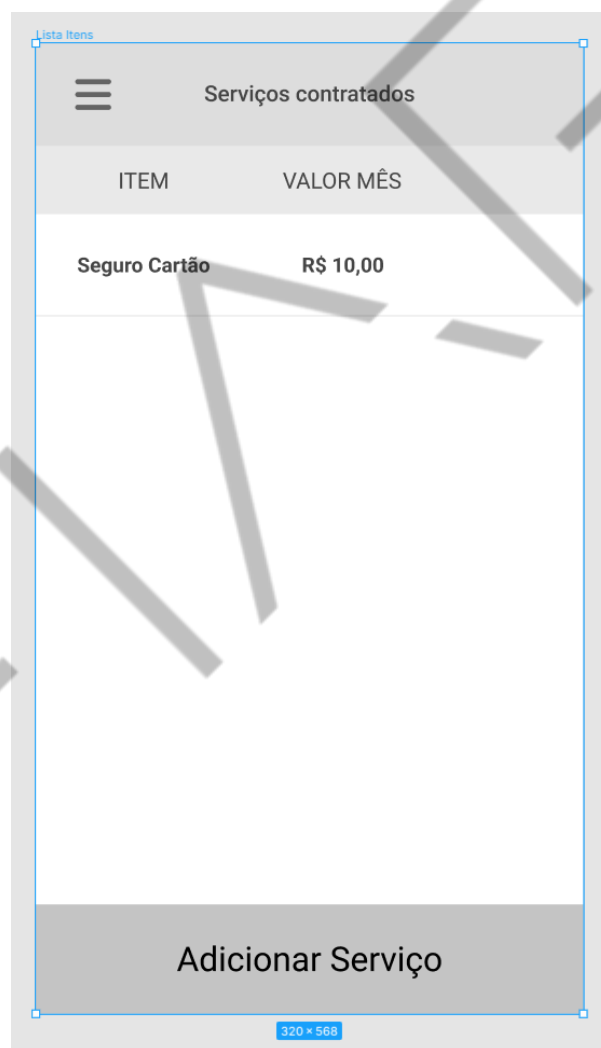 Lista Itens
Serviços contratados
ITEM VALOR MÊS
Seguro Cartão R$ 10,00
Adicionar Serviço
320 × 568